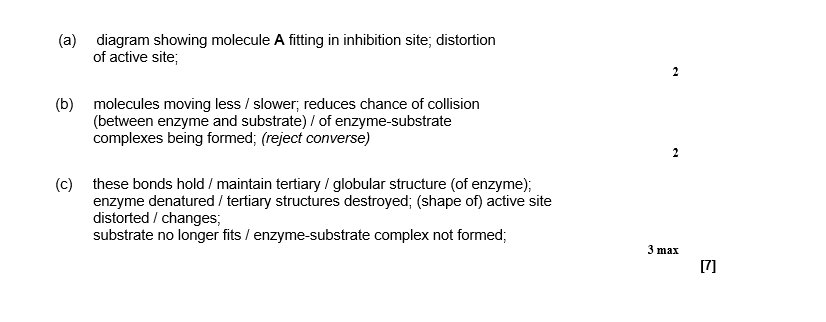 (a) diagram showing molecule A fitting in inhibition site; distortion
of active site;
2
(b) molecules moving less / slower; reduces chance of collision
(between enzyme and substrate) / of enzyme-substrate
complexes being formed; (reject converse)
2
(c) these bonds hold / maintain tertiary / globular structure (of enzyme);
enzyme denatured / tertiary structures destroyed; (shape of) active site
distorted / changes;
substrate no longer fits / enzyme-substrate complex not formed;
3 max
[7]